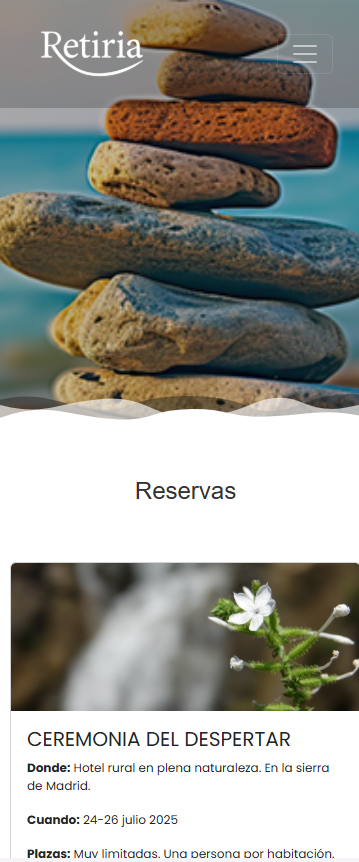 Retiria
Reservas
CEREMONIA DEL DESPERTAR
Donde: Hotel rural en plena naturaleza. En la sierra
de Madrid.
Cuando: 24-26 julio 2025
Plazas: Muy limitadas. Una persona por habitación.